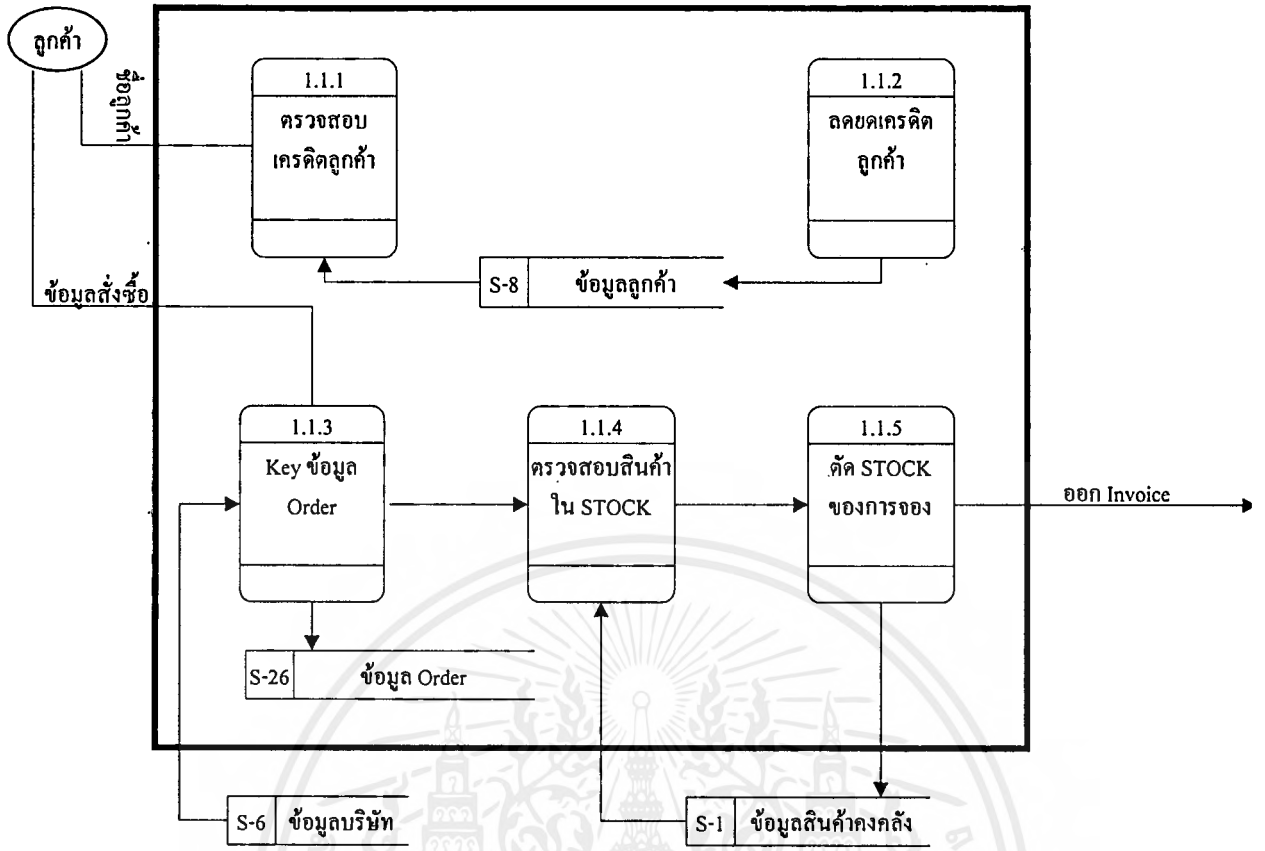 ลูกค้า
ชื่อลูกค้า
1.1.1
ตรวจสอบ
เครดิตลูกค้า
1.1.2
ลดยดเครดิต
ลูกค้า
S-8 ข้อมูลลูกค้า
ข้อมูลสั่งซื้อ
1.1.3
Key ข้อมูล
Order
1.1.4
ตรวจสอบสินค้า
ใน STOCK
1.1.5
ตัด STOCK
ของการจอง
ออก Invoice
S-26 ข้อมูล Order
S-6 ข้อมูลบริษัท
S-1 ข้อมูลสินค้าคงคลัง